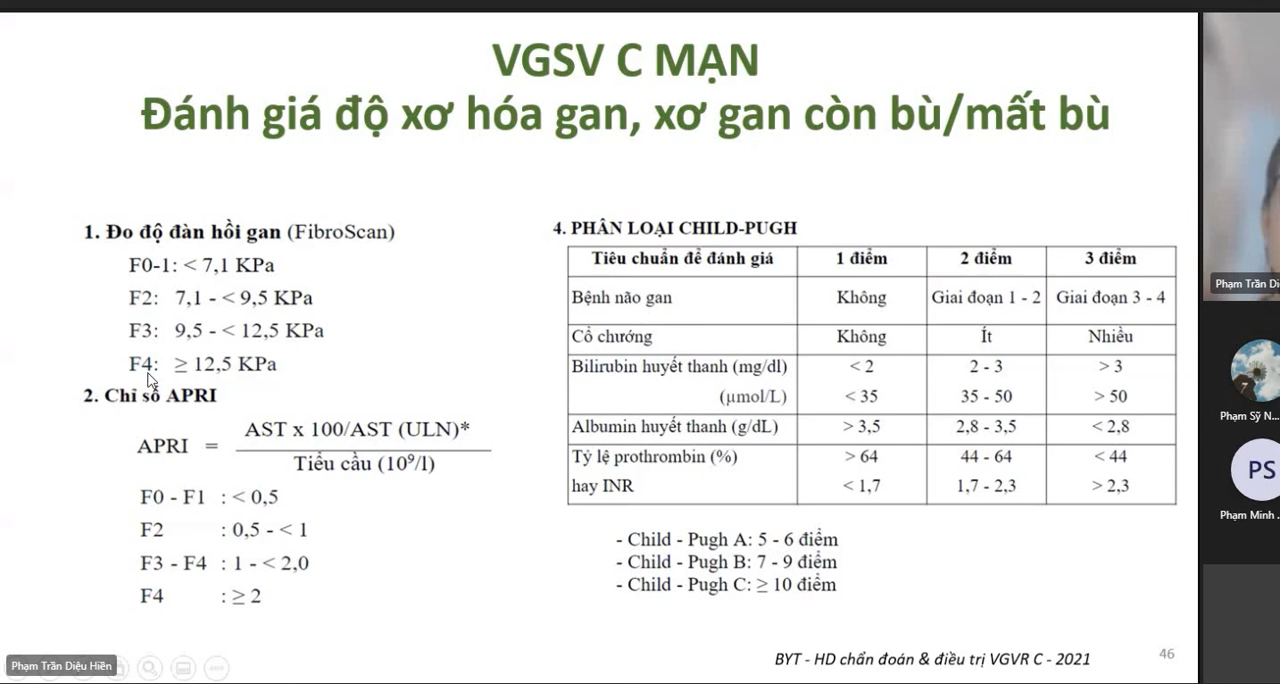 VGSV C MẠN
Đánh giá độ xơ hóa gan, xơ gan còn bù/mất bù
1. Đo độ đàn hồi gan (FibroScan)
F0-1: < 7,1 KPa
F2: 7,1 - < 9,5 KPa
F3: 9,5 - < 12,5 KPa
F4: ≥ 12,5 KPa
2. Chỉ số APRI
APRI = AST x 100/AST (ULN)*
Tiểu cầu (10⁹/l)
F0 - F1 : < 0,5
F2 : 0,5 - < 1
F3 - F4 : 1 - < 2,0
F4 : ≥ 2
4. PHÂN LOẠI CHILD-PUGH
Tiêu chuẩn để đánh giá 1 điểm 2 điểm 3 điểm
Bệnh não gan Không Giai đoạn 1 - 2 Giai đoạn 3 - 4
Cổ chướng Không Ít Nhiều
Bilirubin huyết thanh (mg/dl) < 2 2 - 3 > 3
(µmol/L) < 35 35 - 50 > 50
Albumin huyết thanh (g/dL) > 3,5 2,8 - 3,5 < 2,8
Tỷ lệ prothrombin (%) > 64 44 - 64 < 44
hay INR < 1,7 1,7 - 2,3 > 2,3
- Child - Pugh A: 5 - 6 điểm
- Child - Pugh B: 7 - 9 điểm
- Child - Pugh C: ≥ 10 điểm
BYT - HD chẩn đoán & điều trị VGVR C - 2021
46
Phạm Trần Diệu Hiền
Phạm Trần Di
Phạm Sỹ N...
PS
Phạm Minh ...